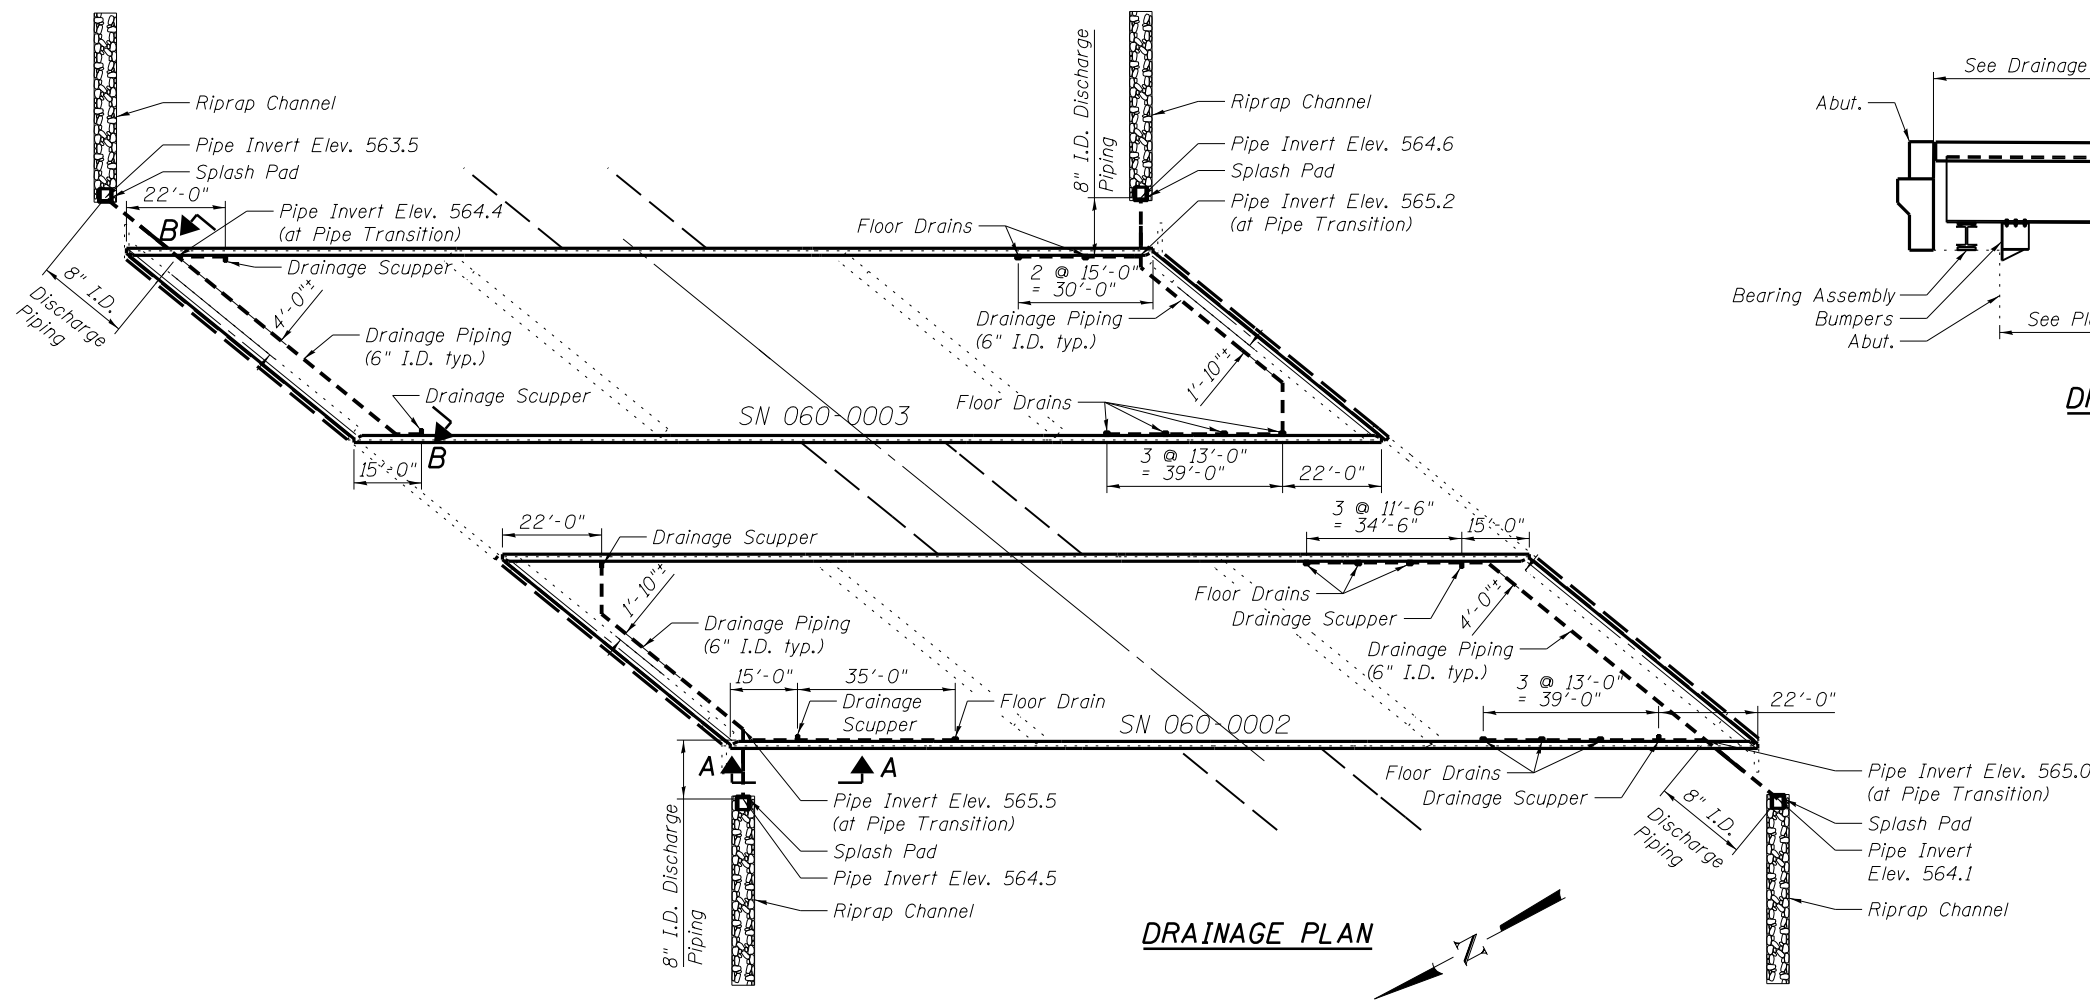 Riprap Channel
Pipe Invert Elev. 563.5
Splash Pad
22'-0"
B
Pipe Invert Elev. 564.4
(at Pipe Transition)
Drainage Scupper
8" I.D.
Discharge
Piping
4'-0"±
Drainage Piping
(6" I.D. typ.)
Drainage Scupper
B
15'-0"
8" I.D. Discharge
Piping
Riprap Channel
Pipe Invert Elev. 564.6
Splash Pad
Pipe Invert Elev. 565.2
(at Pipe Transition)
Floor Drains
2 @ 15'-0"
= 30'-0"
Drainage Piping
(6" I.D. typ.)
1'-10"±
Floor Drains
SN 060-0003
3 @ 13'-0"
= 39'-0"
22'-0"
See Drainage
Abut.
Bearing Assembly
Bumpers
Abut.
See Pl
D
22'-0"
Drainage Scupper
1'-10"±
Drainage Piping
(6" I.D. typ.)
15'-0"
35'-0"
Drainage
Scupper
Floor Drain
SN 060-0002
3 @ 11'-6"
= 34'-6"
15'-0"
Floor Drains
Drainage Scupper
4'-0"±
Drainage Piping
(6" I.D. typ.)
3 @ 13'-0"
= 39'-0"
22'-0"
Floor Drains
Drainage Scupper
A
A
8" I.D. Discharge
Piping
Pipe Invert Elev. 565.5
(at Pipe Transition)
Splash Pad
Pipe Invert Elev. 564.5
Riprap Channel
8" I.D.
Discharge
Piping
Pipe Invert Elev. 565.0
(at Pipe Transition)
Splash Pad
Pipe Invert
Elev. 564.1
Riprap Channel
DRAINAGE PLAN
N